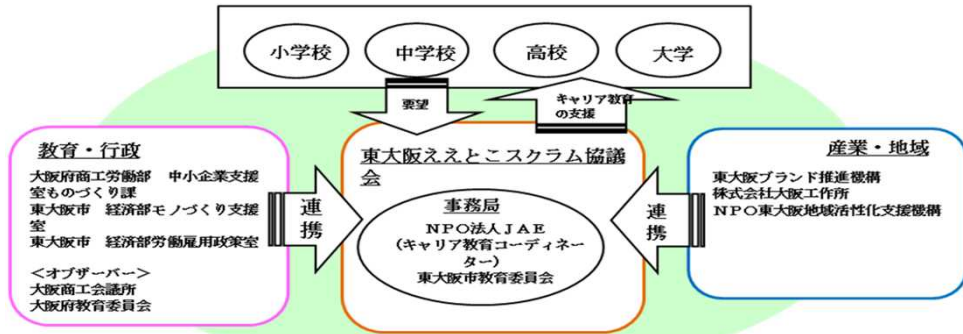 小学校
中学校
高校
大学
要望
キャリア教育
の支援
教育・行政
大阪府商工労働部　中小企業支援
室ものづくり課
東大阪市　経済部モノづくり支援
室
東大阪市　経済部労働雇用政策室
＜オブザーバー＞
大阪商工会議所
大阪府教育委員会
連携
東大阪ええとこスクラム協議
会
事務局
ＮＰＯ法人ＪＡＥ
(キャリア教育コーディネー
ター)
東大阪市教育委員会
連携
産業・地域
東大阪ブランド推進機構
株式会社大阪工作所
ＮＰＯ東大阪地域活性化支援機構